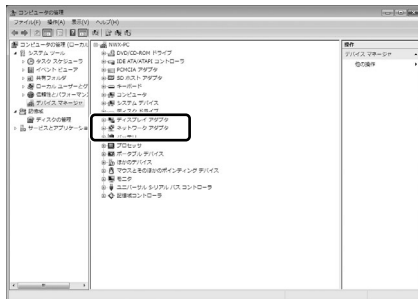 コンピュータの管理
ファイル(F) 操作(A) 表示(V) ヘルプ(H)
コンピュータの管理 (ローカル
システム ツール
タスク スケジューラ
イベント ビューア
共有フォルダ
ローカル ユーザーとグ
信頼性とパフォーマン
デバイス マネージャ
記憶域
ディスクの管理
サービスとアプリケーショ
NWX-PC
DVD/CD-ROM ドライブ
IDE ATA/ATAPI コントローラ
PCMCIA アダプタ
SD ホスト アダプタ
キーボード
コンピュータ
システム デバイス
ディスク ドライブ
ディスプレイ アダプタ
ネットワーク アダプタ
バッテリ
プロセッサ
ポータブル デバイス
ほかのデバイス
マウスとそのほかのポインティング デバイス
モニタ
ユニバーサル シリアル バス コントローラ
記憶域コントローラ
操作
デバイス マネージャ
他の操作